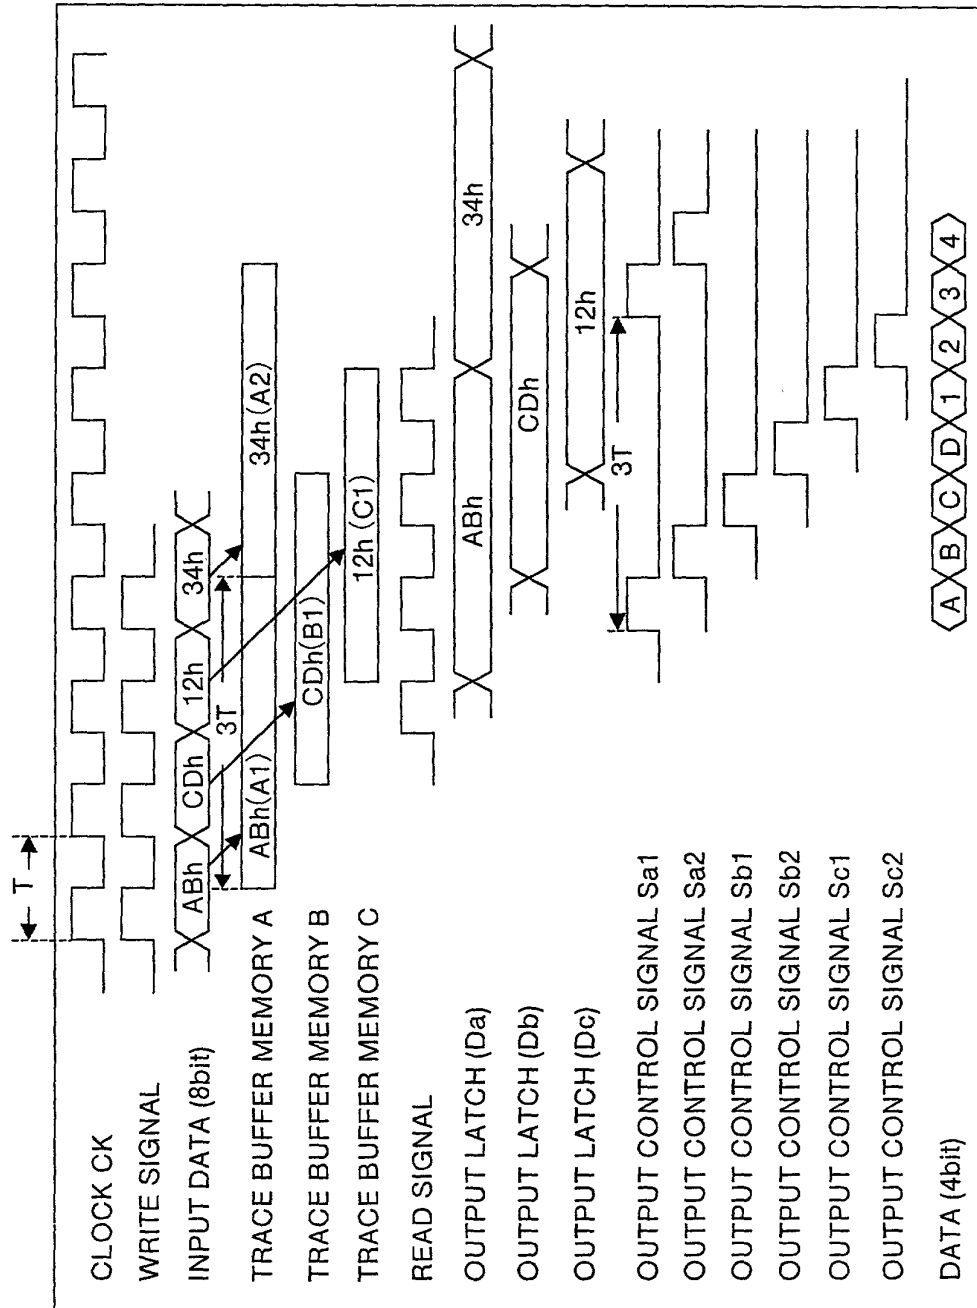 T
CLOCK CK
WRITE SIGNAL
INPUT DATA (8bit) ABh CDh 12h 34h
3T
TRACE BUFFER MEMORY A ABh(A1) 34h(A2)
TRACE BUFFER MEMORY B CDh(B1)
TRACE BUFFER MEMORY C 12h(C1)
READ SIGNAL
OUTPUT LATCH (Da) ABh 34h
OUTPUT LATCH (Db) CDh
OUTPUT LATCH (Dc) 12h
3T
OUTPUT CONTROL SIGNAL Sa1
OUTPUT CONTROL SIGNAL Sa2
OUTPUT CONTROL SIGNAL Sb1
OUTPUT CONTROL SIGNAL Sb2
OUTPUT CONTROL SIGNAL Sc1
OUTPUT CONTROL SIGNAL Sc2
DATA (4bit) A B C D 1 2 3 4